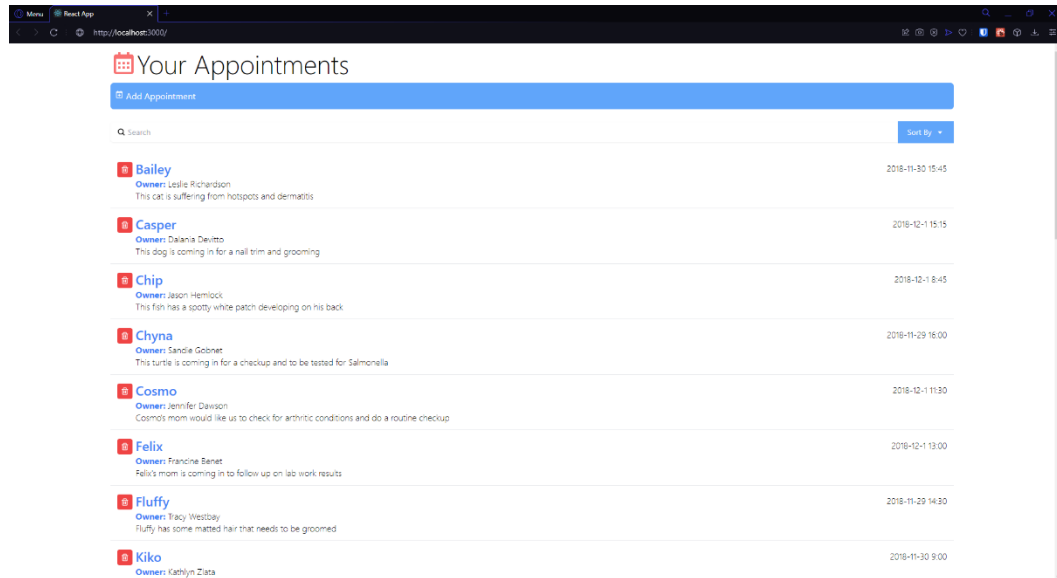 Menu
React App
http://localhost:3000/
Your Appointments
Add Appointment
Search
Sort By
Bailey
2018-11-30 15:45
Owner: Leslie Richardson
This cat is suffering from hotspots and dermatitis
Casper
2018-12-1 15:15
Owner: Dalania Devitto
This dog is coming in for a nail trim and grooming
Chip
2018-12-1 8:45
Owner: Jason Hemlock
This fish has a spotty white patch developing on his back
Chyna
2018-11-29 16:00
Owner: Sandie Gobnet
This turtle is coming in for a checkup and to be tested for Salmonella
Cosmo
2018-12-1 11:30
Owner: Jennifer Dawson
Cosmo's mom would like us to check for arthritic conditions and do a routine checkup
Felix
2018-12-1 13:00
Owner: Francine Benet
Felix's mom is coming in to follow up on lab work results
Fluffy
2018-11-29 14:30
Owner: Tracy Westbay
Fluffy has some matted hair that needs to be groomed
Kiko
2018-11-30 9:00
Owner: Kathlyn Zlata